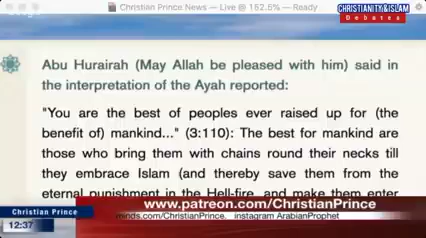 Christian Prince News — Live @ 152.5% — Ready
CHRISTIANITY & ISLAM
Debates
Abu Hurairah (May Allah be pleased with him) said in
the interpretation of the Ayah reported:
"You are the best of peoples ever raised up for (the
benefit of) mankind..." (3:110): The best for mankind are
those who bring them with chains round their necks till
they embrace Islam (and thereby save them from the
eternal punishment in the Hell-fire, and make them enter
www.patreon.com/ChristianPrince
Christian Prince
minds.com/ChristianPrince. instagram ArabianProphet
12:37